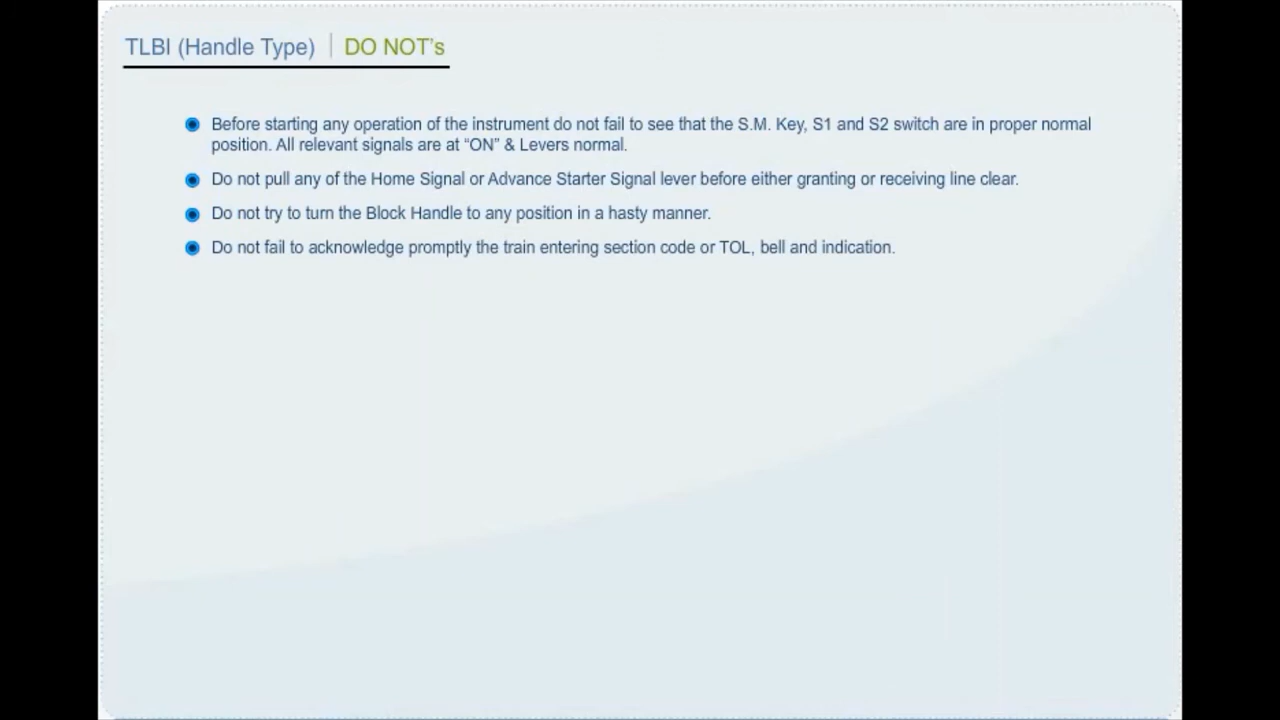 TLBI (Handle Type) | DO NOT's
Before starting any operation of the instrument do not fail to see that the S.M. Key, S1 and S2 switch are in proper normal
position. All relevant signals are at “ON” & Levers normal.
Do not pull any of the Home Signal or Advance Starter Signal lever before either granting or receiving line clear.
Do not try to turn the Block Handle to any position in a hasty manner.
Do not fail to acknowledge promptly the train entering section code or TOL, bell and indication.